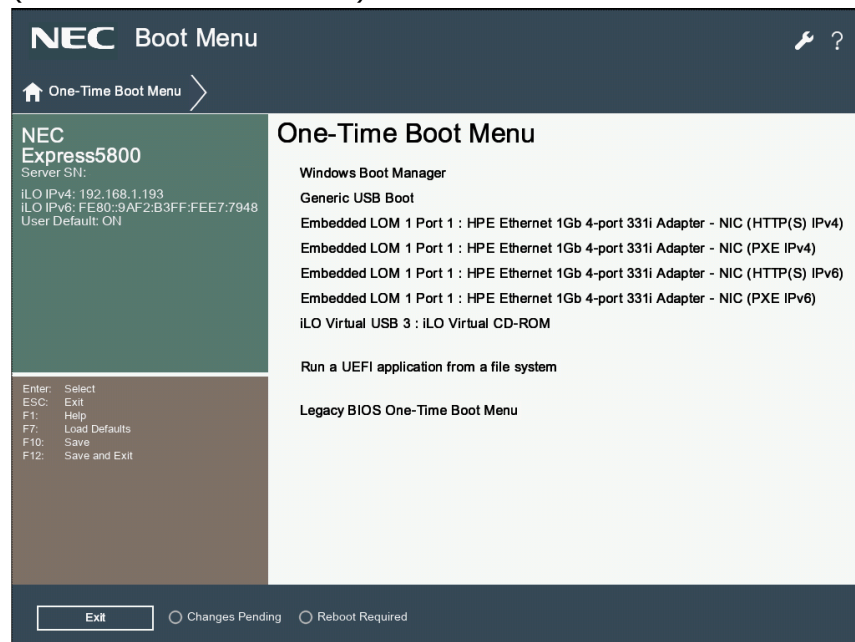 NEC Boot Menu
?
One-Time Boot Menu
NEC
Express5800
Server SN:
iLO IPv4: 192.168.1.193
iLO IPv6: FE80::9AF2:B3FF:FEE7:7948
User Default: ON
Enter: Select
ESC: Exit
F1: Help
F7: Load Defaults
F10: Save
F12: Save and Exit
One-Time Boot Menu
Windows Boot Manager
Generic USB Boot
Embedded LOM 1 Port 1 : HPE Ethernet 1Gb 4-port 331i Adapter - NIC (HTTP(S) IPv4)
Embedded LOM 1 Port 1 : HPE Ethernet 1Gb 4-port 331i Adapter - NIC (PXE IPv4)
Embedded LOM 1 Port 1 : HPE Ethernet 1Gb 4-port 331i Adapter - NIC (HTTP(S) IPv6)
Embedded LOM 1 Port 1 : HPE Ethernet 1Gb 4-port 331i Adapter - NIC (PXE IPv6)
iLO Virtual USB 3 : iLO Virtual CD-ROM
Run a UEFI application from a file system
Legacy BIOS One-Time Boot Menu
Exit
Changes Pending
Reboot Required